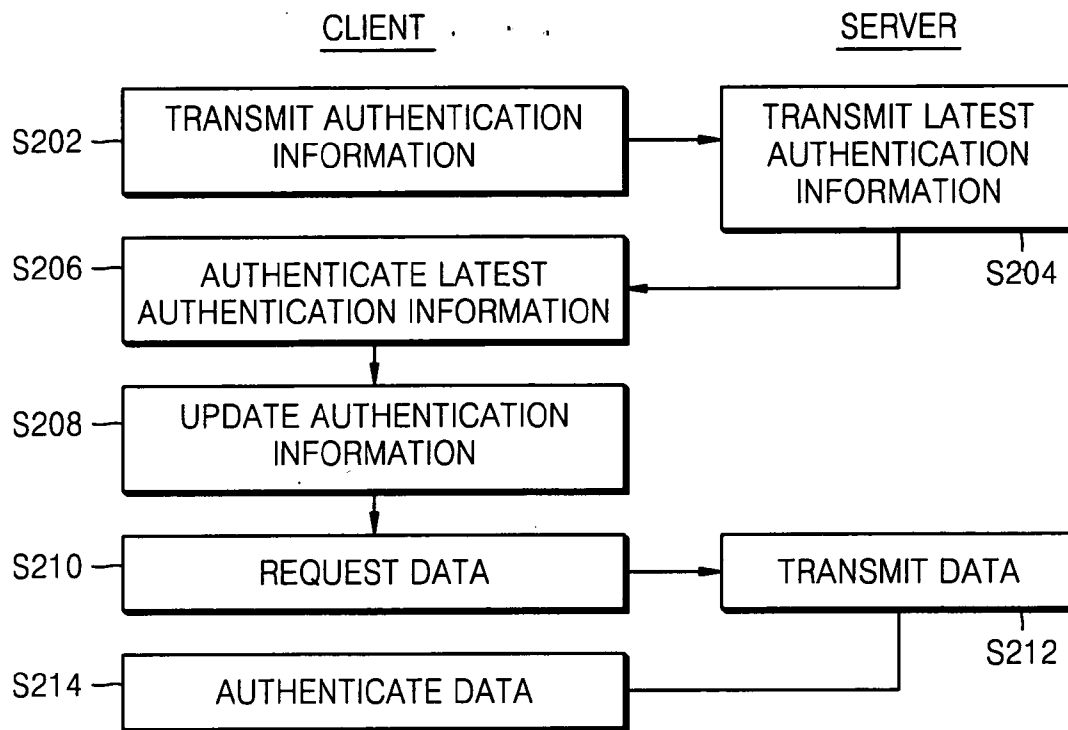 CLIENT
SERVER
S202
TRANSMIT AUTHENTICATION
INFORMATION
TRANSMIT LATEST
AUTHENTICATION
INFORMATION
S204
S206
AUTHENTICATE LATEST
AUTHENTICATION INFORMATION
S208
UPDATE AUTHENTICATION
INFORMATION
S210
REQUEST DATA
TRANSMIT DATA
S212
S214
AUTHENTICATE DATA